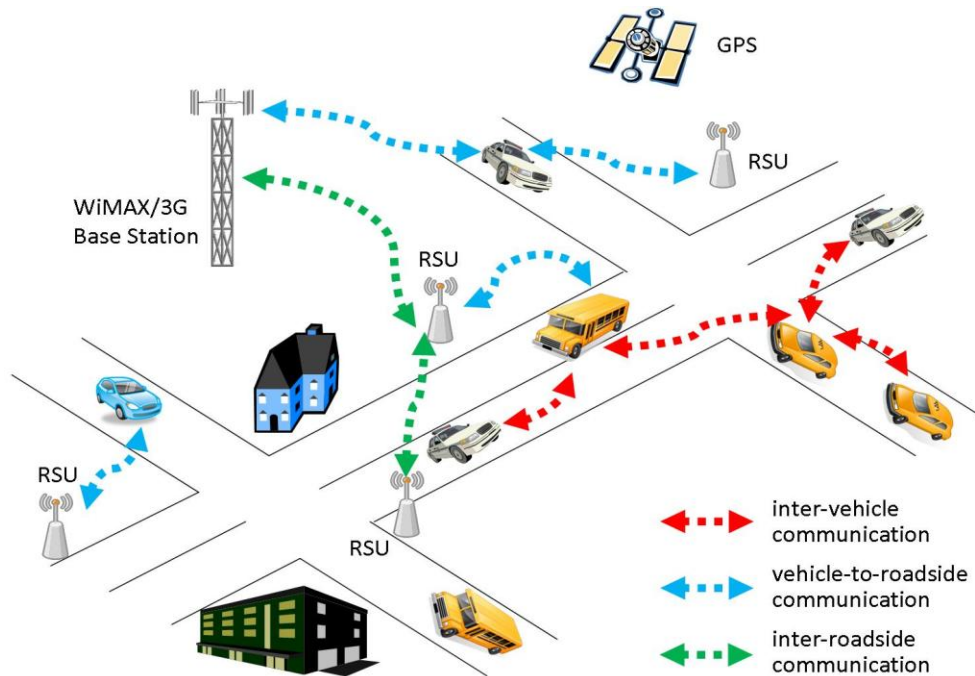 GPS
RSU
WiMAX/3G
Base Station
RSU
RSU
RSU
inter-vehicle
communication
vehicle-to-roadside
communication
inter-roadside
communication